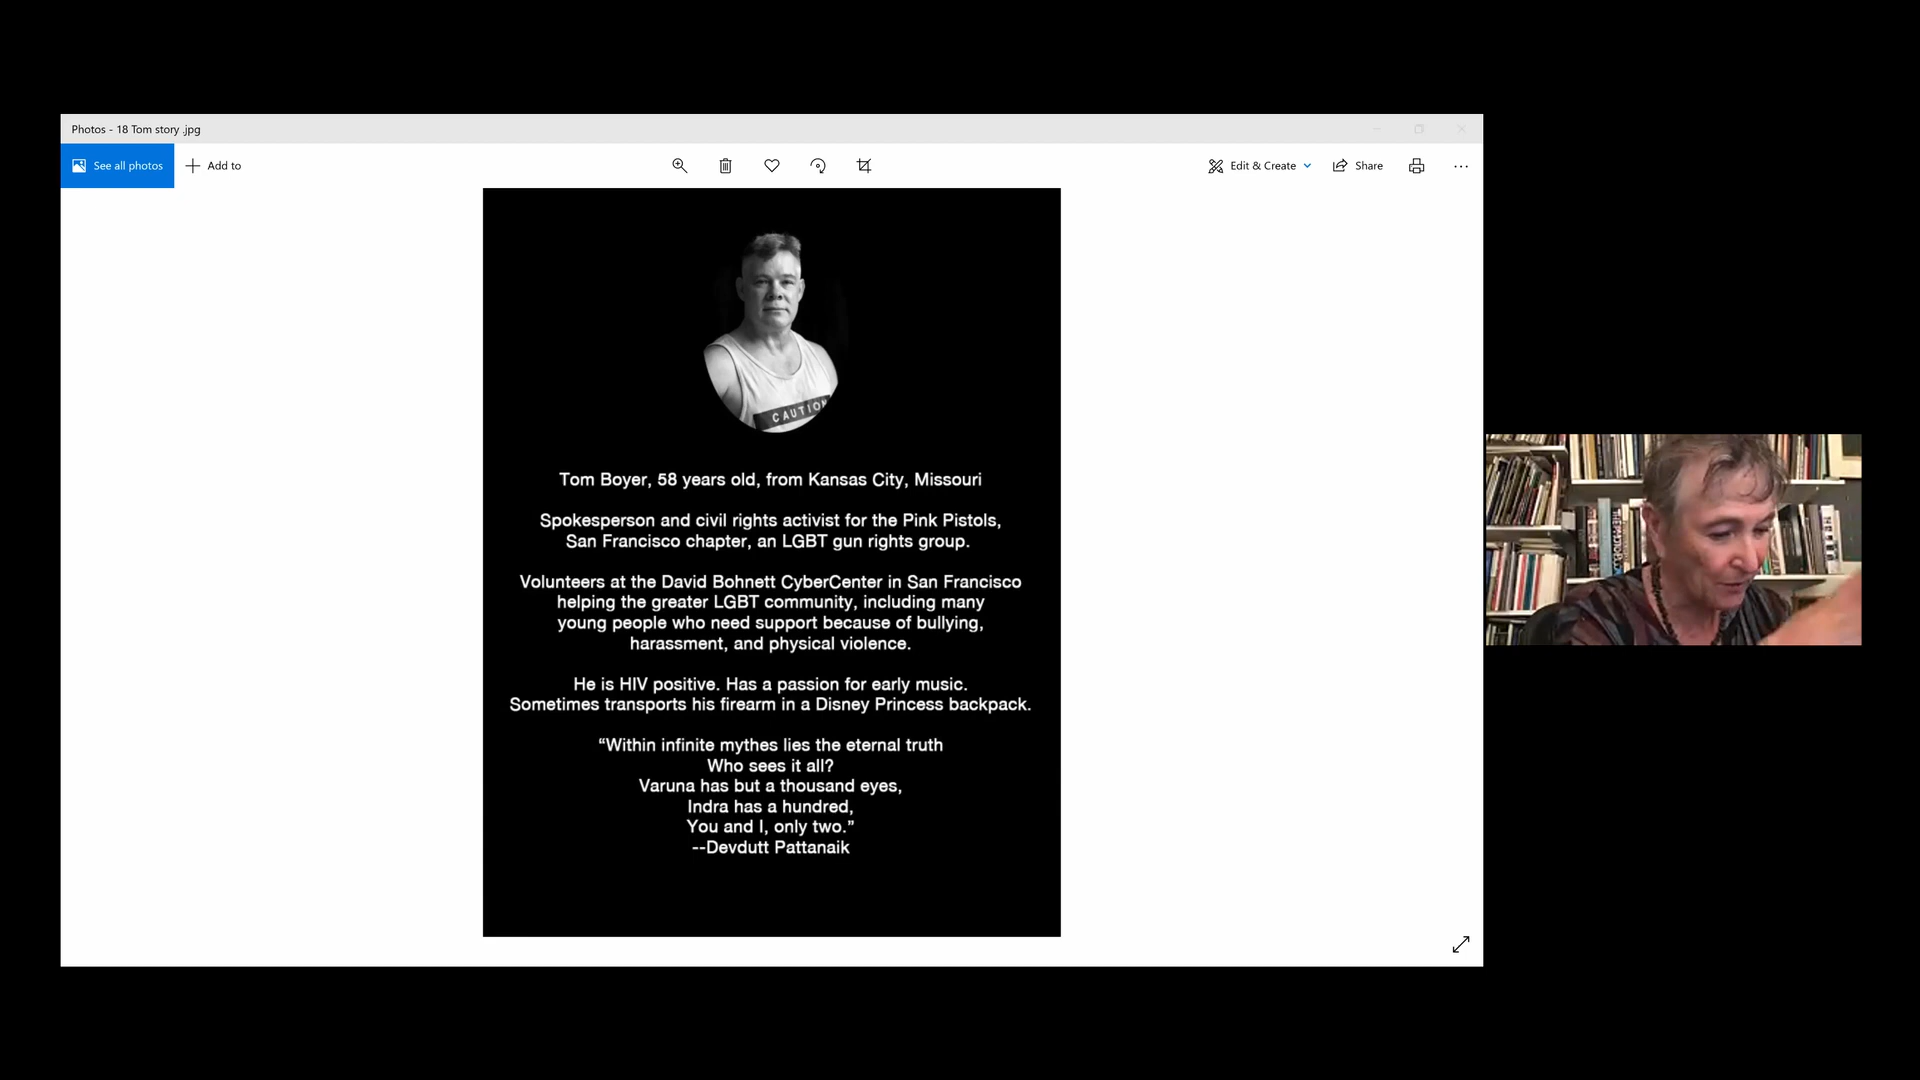 Photos - 18 Tom story .jpg
See all photos
Add to
Edit & Create
Share
CAUTION
Tom Boyer, 58 years old, from Kansas City, Missouri
Spokesperson and civil rights activist for the Pink Pistols,
San Francisco chapter, an LGBT gun rights group.
Volunteers at the David Bohnett CyberCenter in San Francisco
helping the greater LGBT community, including many
young people who need support because of bullying,
harassment, and physical violence.
He is HIV positive. Has a passion for early music.
Sometimes transports his firearm in a Disney Princess backpack.
“Within infinite mythes lies the eternal truth
Who sees it all?
Varuna has but a thousand eyes,
Indra has a hundred,
You and I, only two.”
--Devdutt Pattanaik